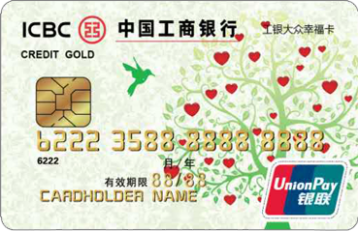 ICBC 中国工商银行 工银大众幸福卡
CREDIT GOLD
6222 3588 8888 8888
6222
月 年
有效期限 88/88
CARDHOLDER NAME
UnionPay
银联